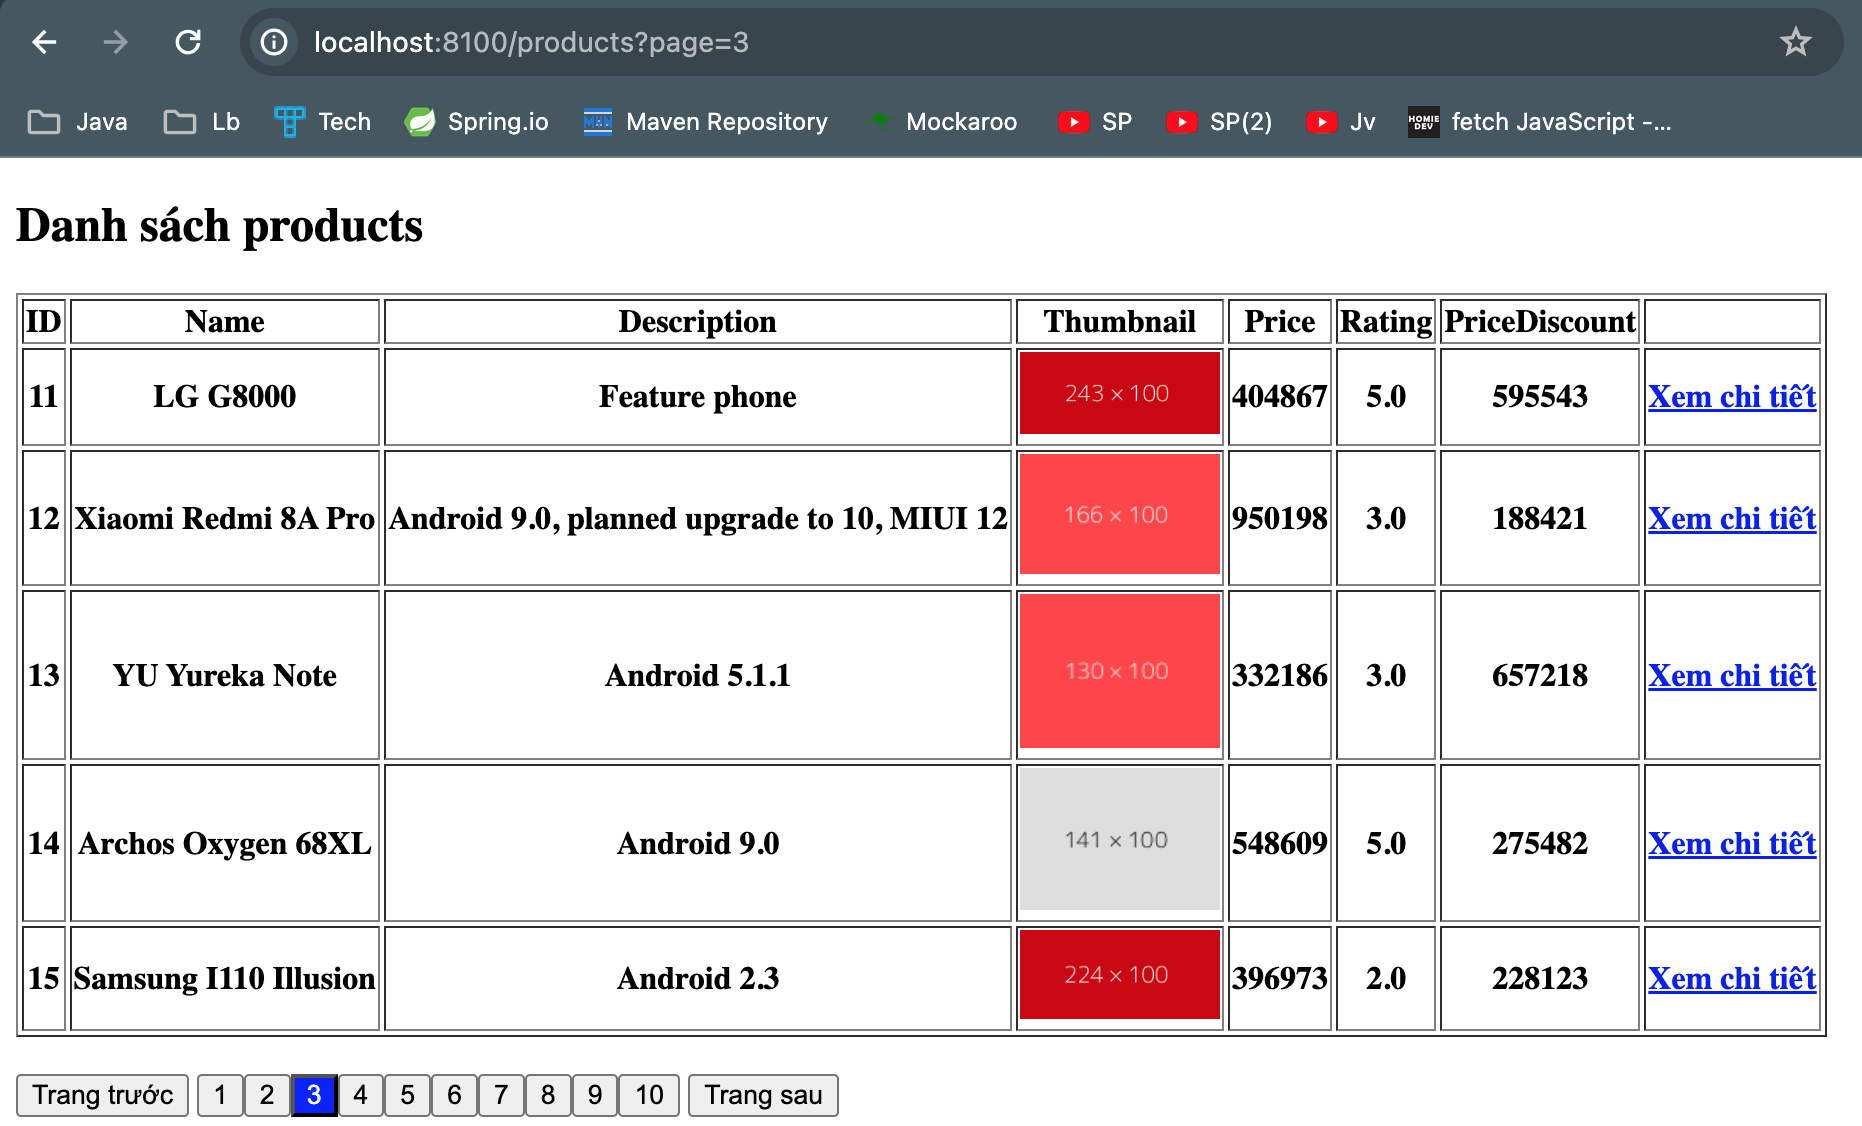 localhost:8100/products?page=3
Java Lb Tech Spring.io Maven Repository Mockaroo SP SP(2) Jv HOMIE DEV fetch JavaScript -...
Danh sách products
ID Name Description Thumbnail Price Rating PriceDiscount
11 LG G8000 Feature phone 243 × 100 404867 5.0 595543 Xem chi tiết
12 Xiaomi Redmi 8A Pro Android 9.0, planned upgrade to 10, MIUI 12 166 × 100 950198 3.0 188421 Xem chi tiết
13 YU Yureka Note Android 5.1.1 130 × 100 332186 3.0 657218 Xem chi tiết
14 Archos Oxygen 68XL Android 9.0 141 × 100 548609 5.0 275482 Xem chi tiết
15 Samsung I110 Illusion Android 2.3 224 × 100 396973 2.0 228123 Xem chi tiết
Trang trước 1 2 3 4 5 6 7 8 9 10 Trang sau